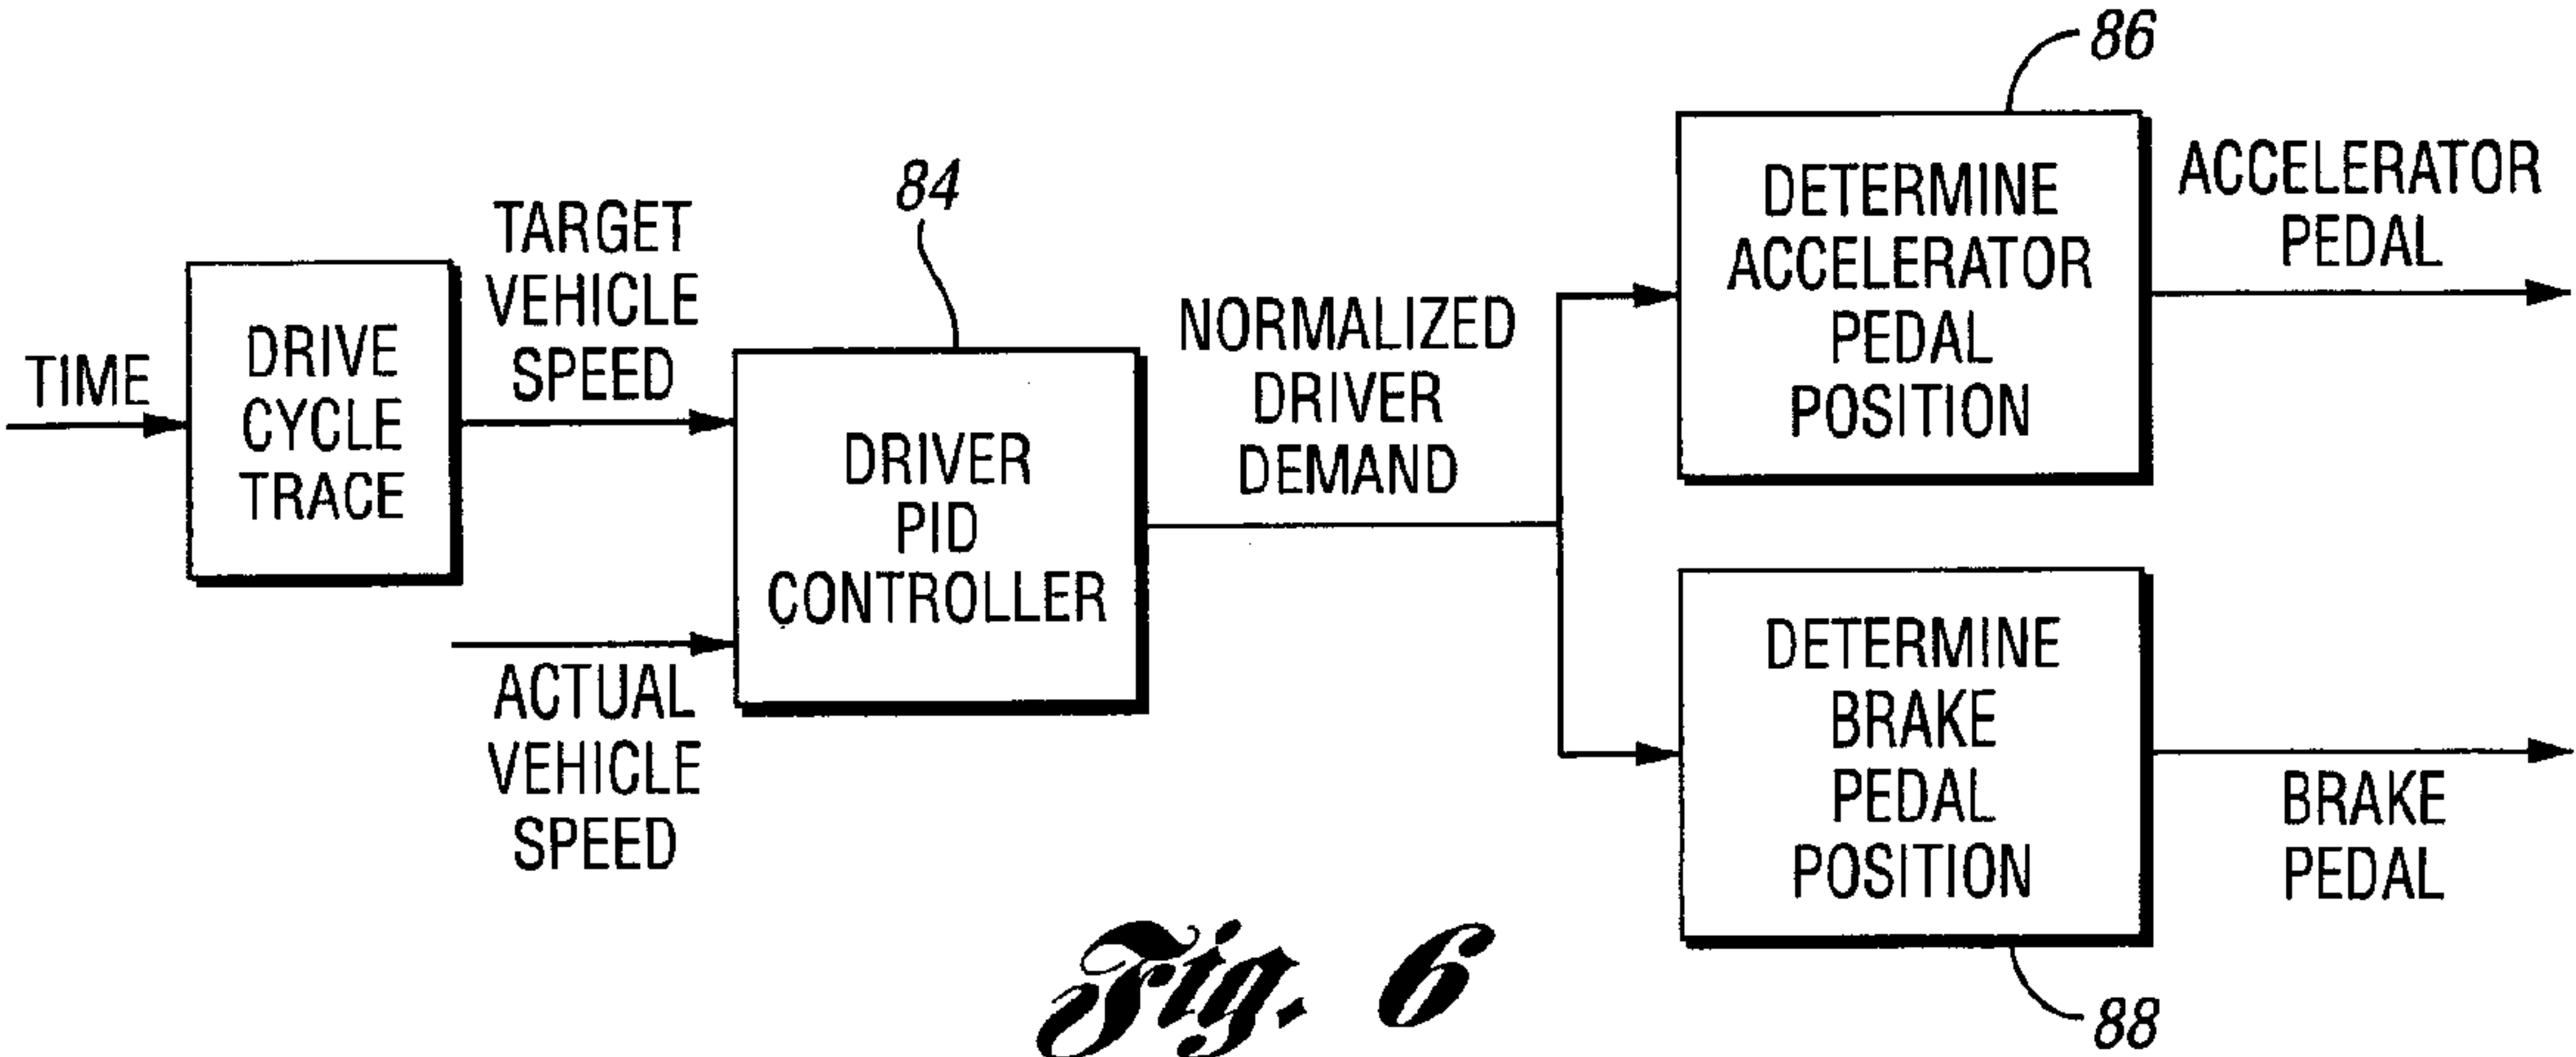 TIME
DRIVE
CYCLE
TRACE
TARGET
VEHICLE
SPEED
ACTUAL
VEHICLE
SPEED
84
DRIVER
PID
CONTROLLER
NORMALIZED
DRIVER
DEMAND
86
DETERMINE
ACCELERATOR
PEDAL
POSITION
ACCELERATOR
PEDAL
DETERMINE
BRAKE
PEDAL
POSITION
BRAKE
PEDAL
88
Fig. 6